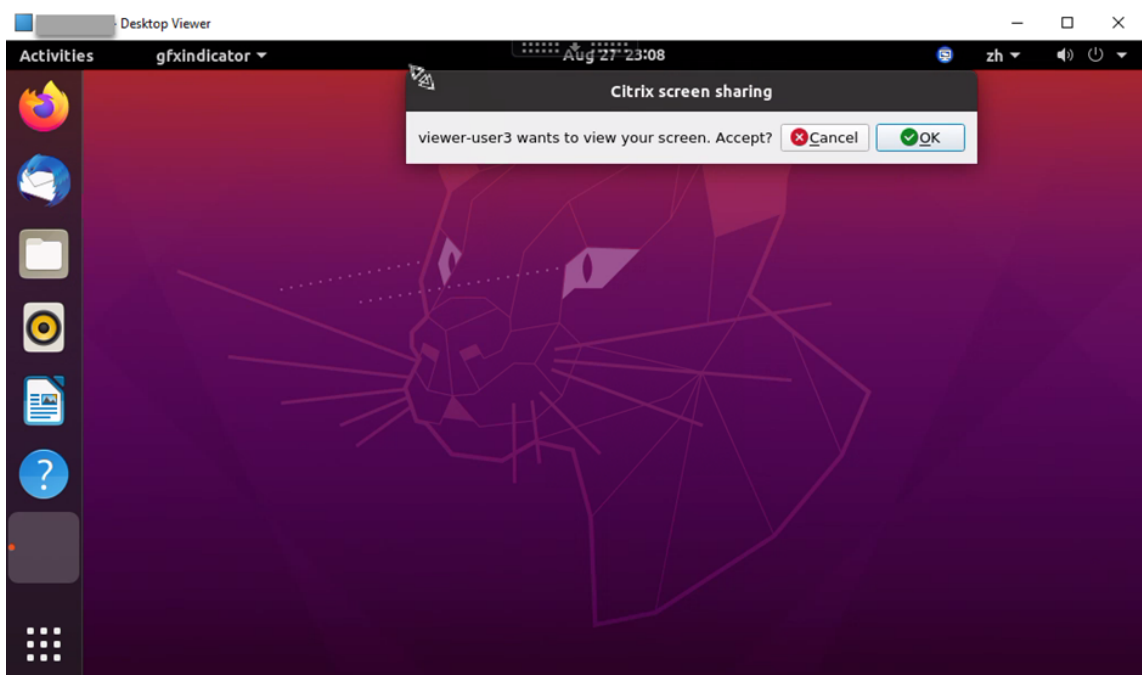 Desktop Viewer
Activities gfxindicator Aug 27 23:08 zh
Citrix screen sharing
viewer-user3 wants to view your screen. Accept? Cancel OK
?